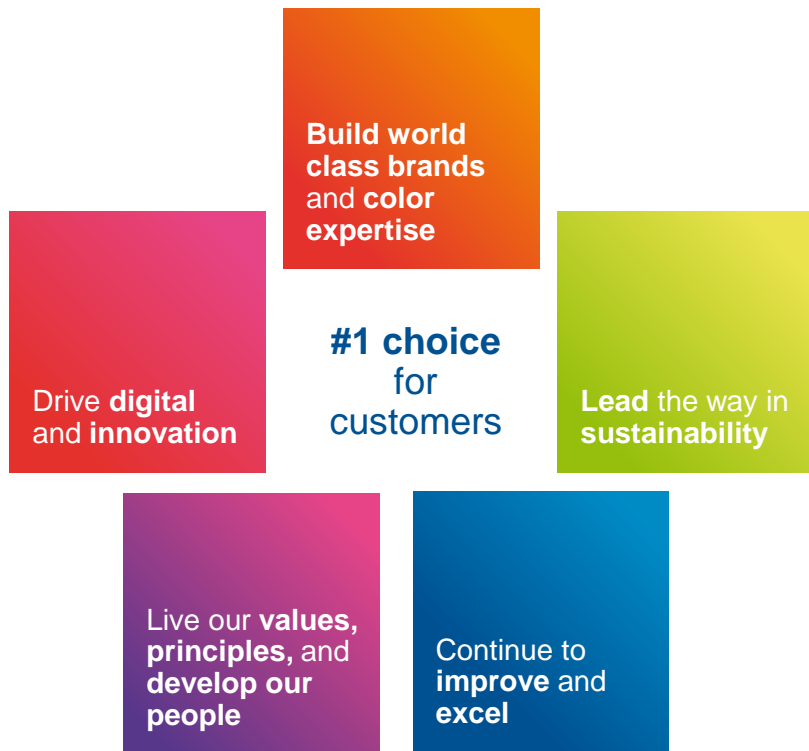 Build world
class brands
and color
expertise
Drive digital
and innovation
#1 choice
for
customers
Lead the way in
sustainability
Live our values,
principles, and
develop our
people
Continue to
improve and
excel